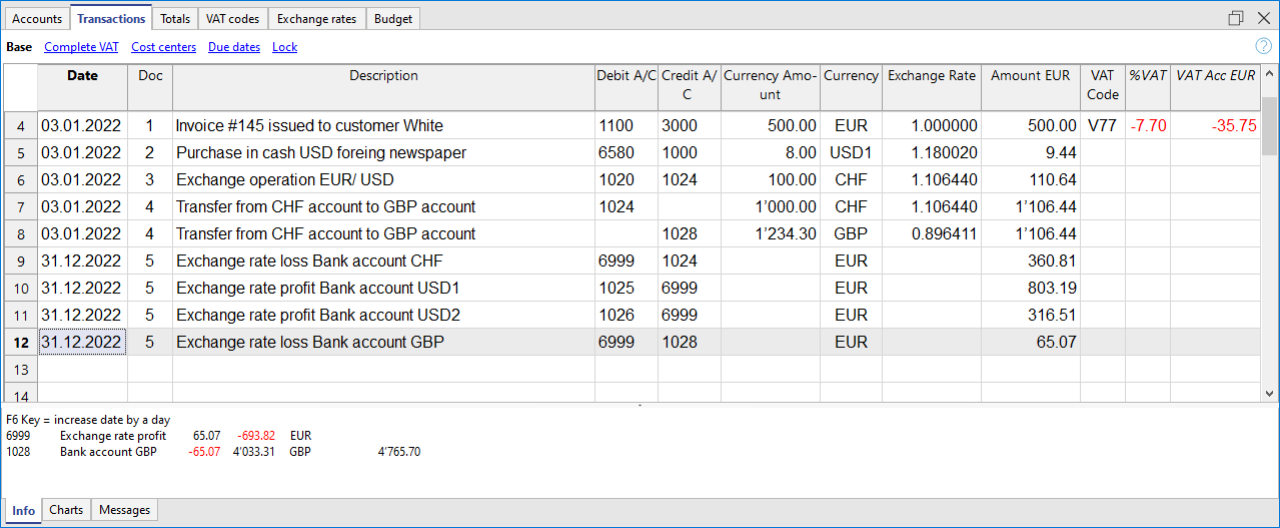 Accounts Transactions Totals VAT codes Exchange rates Budget
Base Complete VAT Cost centers Due dates Lock ?
Date Doc Description Debit A/C Credit A/C Currency Amo-unt Currency Exchange Rate Amount EUR VAT Code %VAT VAT Acc EUR
4 03.01.2022 1 Invoice #145 issued to customer White 1100 3000 500.00 EUR 1.000000 500.00 V77 -7.70 -35.75
5 03.01.2022 2 Purchase in cash USD foreing newspaper 6580 1000 8.00 USD1 1.180020 9.44
6 03.01.2022 3 Exchange operation EUR/ USD 1020 1024 100.00 CHF 1.106440 110.64
7 03.01.2022 4 Transfer from CHF account to GBP account 1024 1’000.00 CHF 1.106440 1’106.44
8 03.01.2022 4 Transfer from CHF account to GBP account 1028 1’234.30 GBP 0.896411 1’106.44
9 31.12.2022 5 Exchange rate loss Bank account CHF 6999 1024 EUR 360.81
10 31.12.2022 5 Exchange rate profit Bank account USD1 1025 6999 EUR 803.19
11 31.12.2022 5 Exchange rate profit Bank account USD2 1026 6999 EUR 316.51
12 31.12.2022 5 Exchange rate loss Bank account GBP 6999 1028 EUR 65.07
13
14
F6 Key = increase date by a day
6999 Exchange rate profit 65.07 -693.82 EUR
1028 Bank account GBP -65.07 4’033.31 GBP 4’765.70
Info Charts Messages